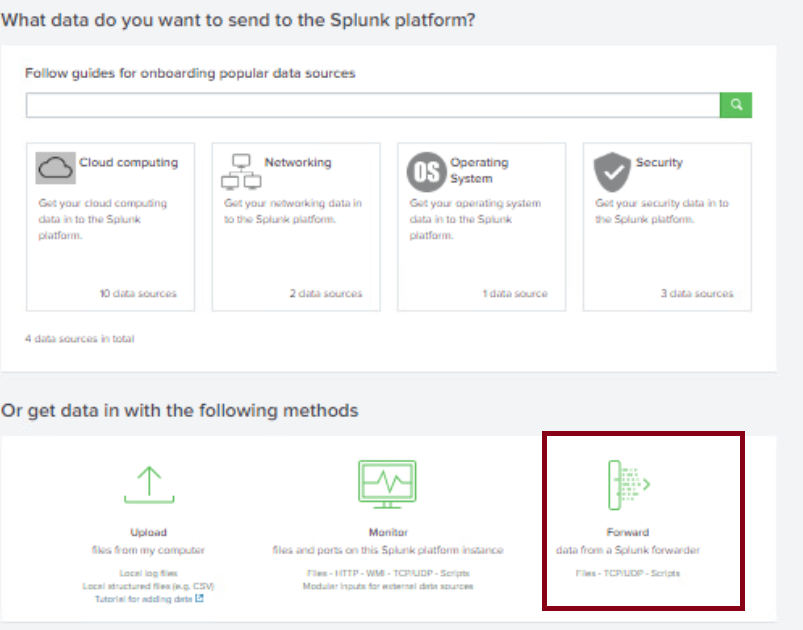 What data do you want to send to the Splunk platform?
Follow guides for onboarding popular data sources
Cloud computing
Get your cloud computing
data in to the Splunk
platform.
10 data sources
Networking
Get your networking data in
to the Splunk platform.
2 data sources
OS
Operating
System
Get your operating system
data in to the Splunk
platform.
1 data source
Security
Get your security data in to
the Splunk platform.
3 data sources
4 data sources in total
Or get data in with the following methods
Upload
files from my computer
Local log files
Local structured files (e.g. CSV)
Tutorial for adding data
Monitor
files and ports on this Splunk platform instance
Files - HTTP - WMI - TCP/UDP - Scripts
Modular inputs for external data sources
Forward
data from a Splunk forwarder
Files - TCP/UDP - Scripts